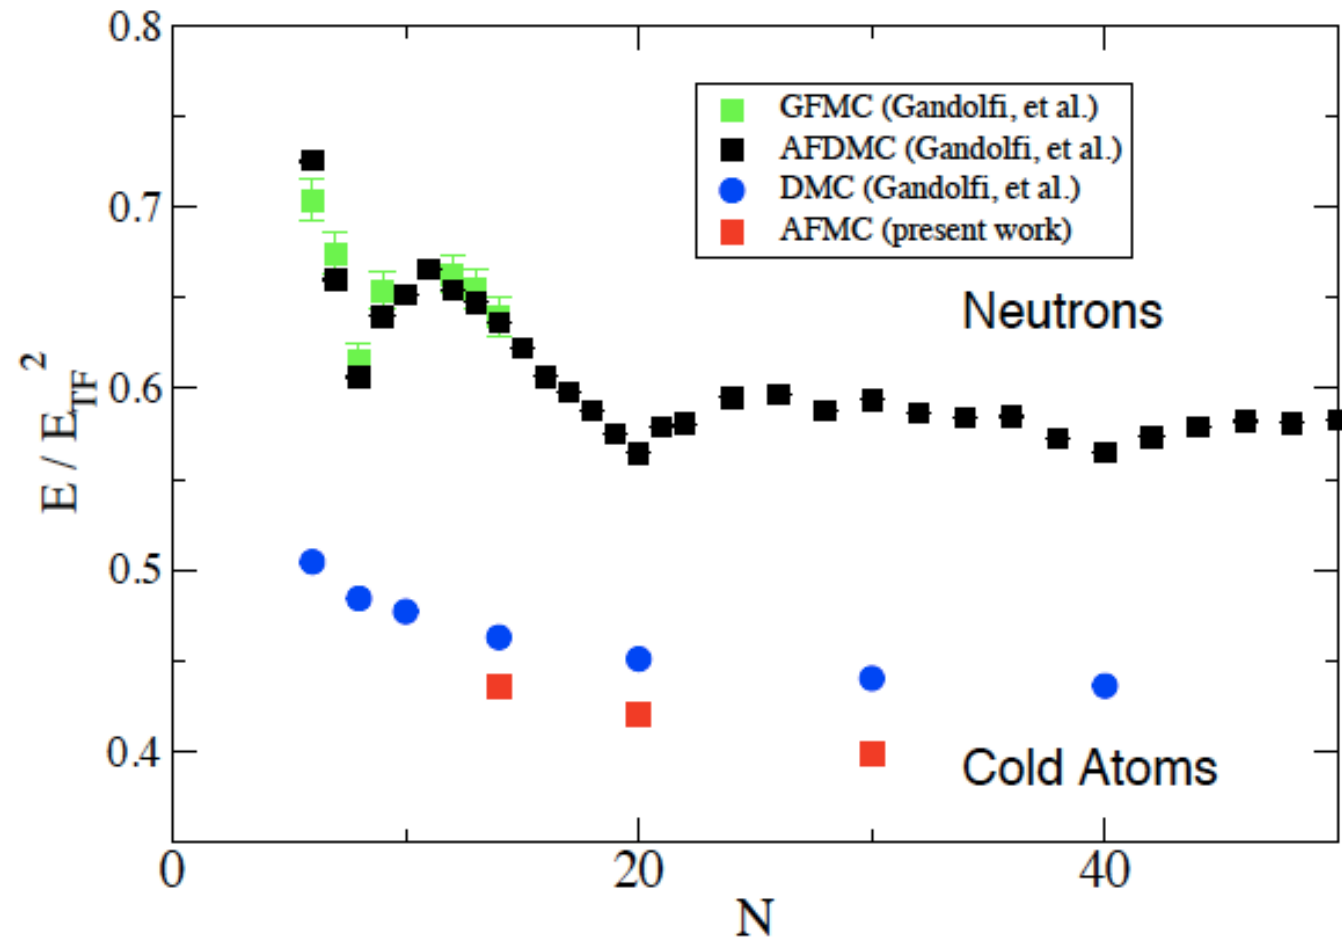 0.8
0.7
0.6
0.5
0.4
E / E_TF^2
GFMC (Gandolfi, et al.)
AFDMC (Gandolfi, et al.)
DMC (Gandolfi, et al.)
AFMC (present work)
Neutrons
Cold Atoms
0
20
40
N